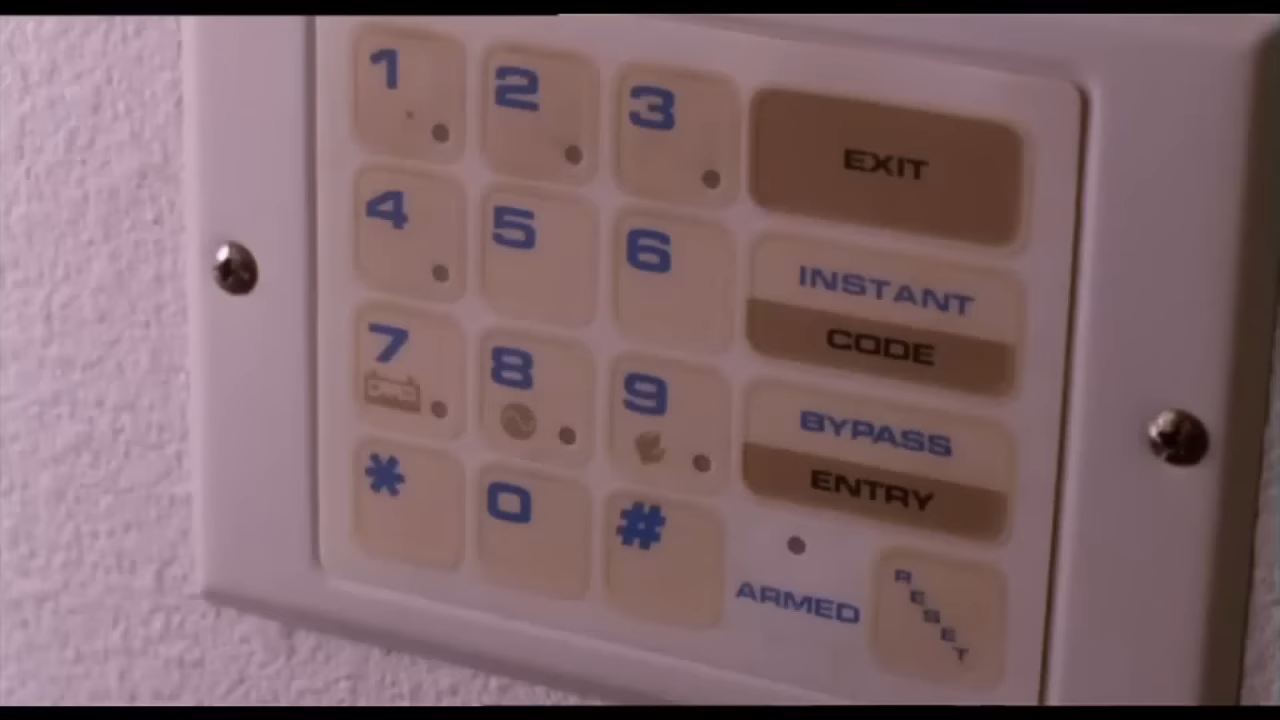 1 2 3 EXIT
4 5 6 INSTANT
CODE
7 8 9 BYPASS
ENTRY
* 0 #
ARMED RESET